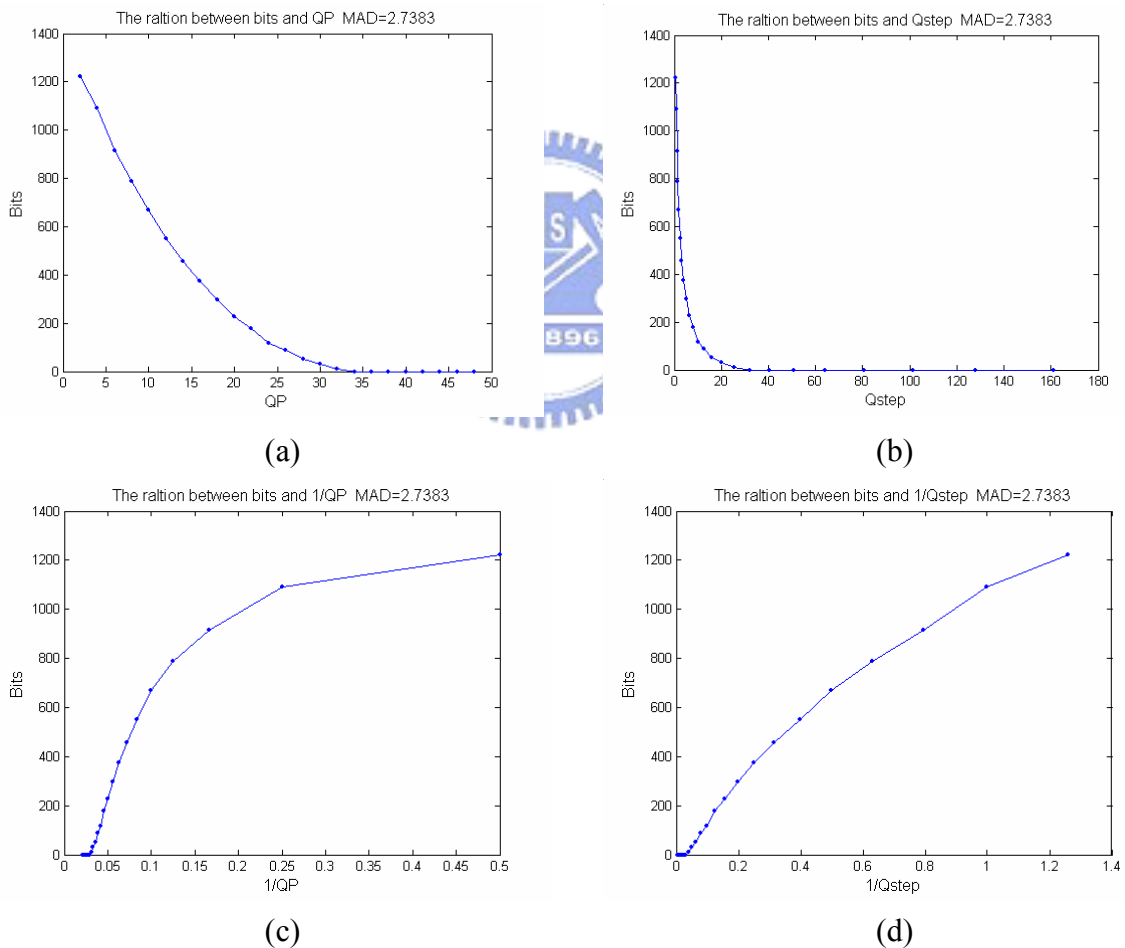 The raltion between bits and QP  MAD=2.7383
1400
1200
1000
800
600
400
200
0
Bits
0 5 10 15 20 25 30 35 40 45 50
QP
(a)
The raltion between bits and Qstep  MAD=2.7383
1400
1200
1000
800
600
400
200
0
Bits
0 20 40 60 80 100 120 140 160 180
Qstep
(b)
S
896
The raltion between bits and 1/QP  MAD=2.7383
1400
1200
1000
800
600
400
200
0
Bits
0 0.05 0.1 0.15 0.2 0.25 0.3 0.35 0.4 0.45 0.5
1/QP
(c)
The raltion between bits and 1/Qstep  MAD=2.7383
1400
1200
1000
800
600
400
200
0
Bits
0 0.2 0.4 0.6 0.8 1 1.2 1.4
1/Qstep
(d)